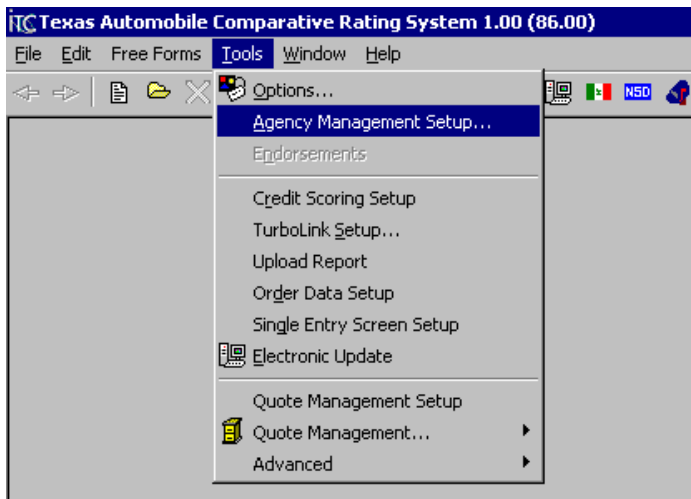 ITC Texas Automobile Comparative Rating System 1.00 (86.00)
File Edit Free Forms Tools Window Help
NSD
Options...
Agency Management Setup...
Endorsements
Credit Scoring Setup
TurboLink Setup...
Upload Report
Order Data Setup
Single Entry Screen Setup
Electronic Update
Quote Management Setup
Quote Management...
Advanced